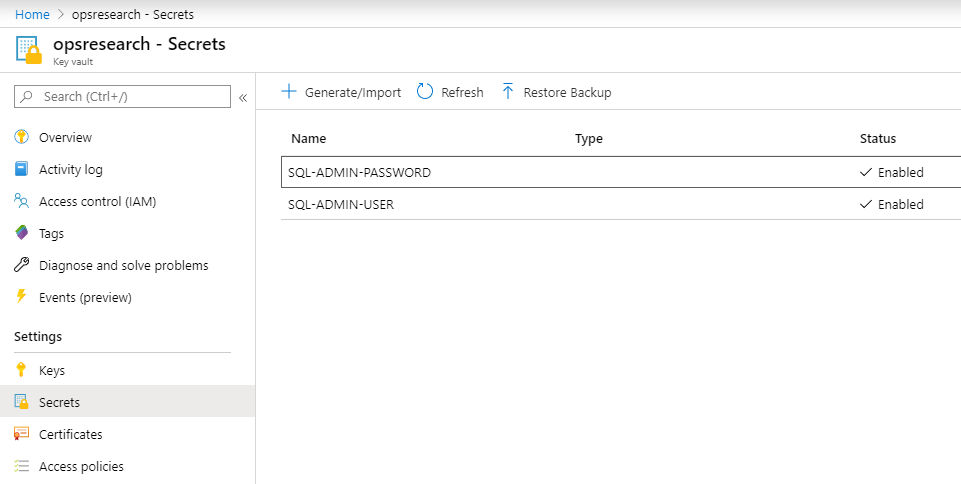 Home > opsresearch - Secrets
opsresearch - Secrets
Key vault
Search (Ctrl+/)
«
Overview
Activity log
Access control (IAM)
Tags
Diagnose and solve problems
Events (preview)
Settings
Keys
Secrets
Certificates
Access policies
Generate/Import Refresh Restore Backup
Name Type Status
SQL-ADMIN-PASSWORD Enabled
SQL-ADMIN-USER Enabled